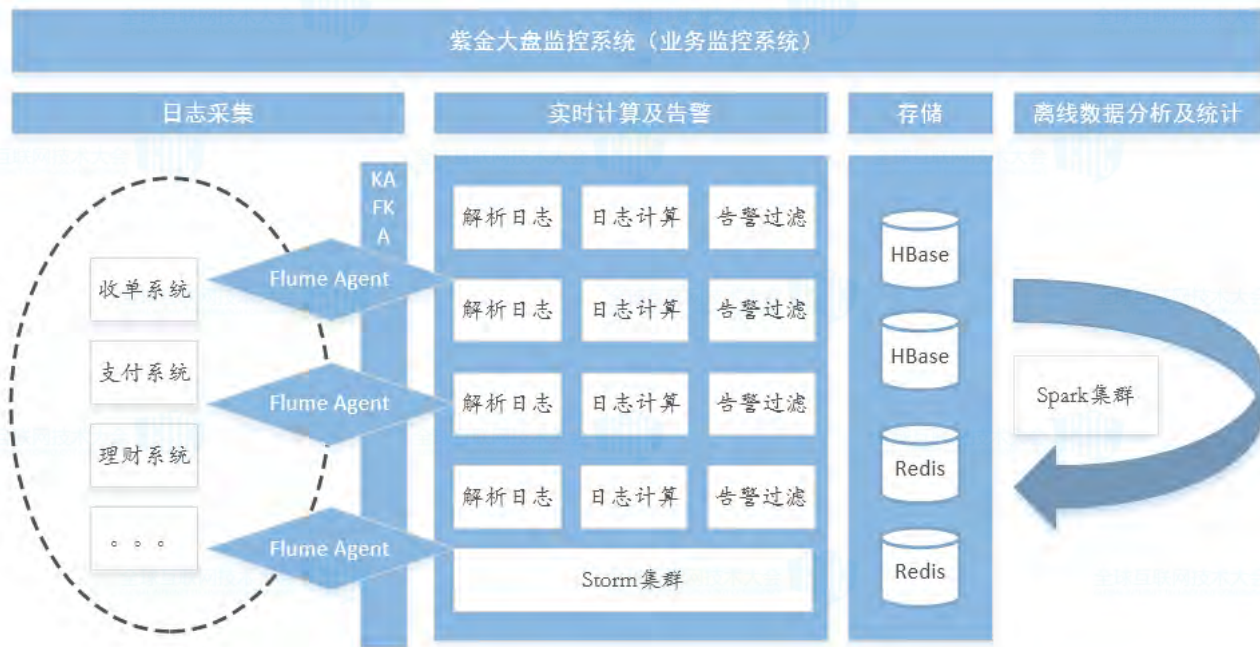 紫金大盘监控系统（业务监控系统）
日志采集
实时计算及告警
存储
离线数据分析及统计
KA
FK
A
收单系统
支付系统
理财系统
。。。
Flume Agent
Flume Agent
Flume Agent
解析日志 日志计算 告警过滤
解析日志 日志计算 告警过滤
解析日志 日志计算 告警过滤
解析日志 日志计算 告警过滤
Storm集群
HBase
HBase
Redis
Redis
Spark集群